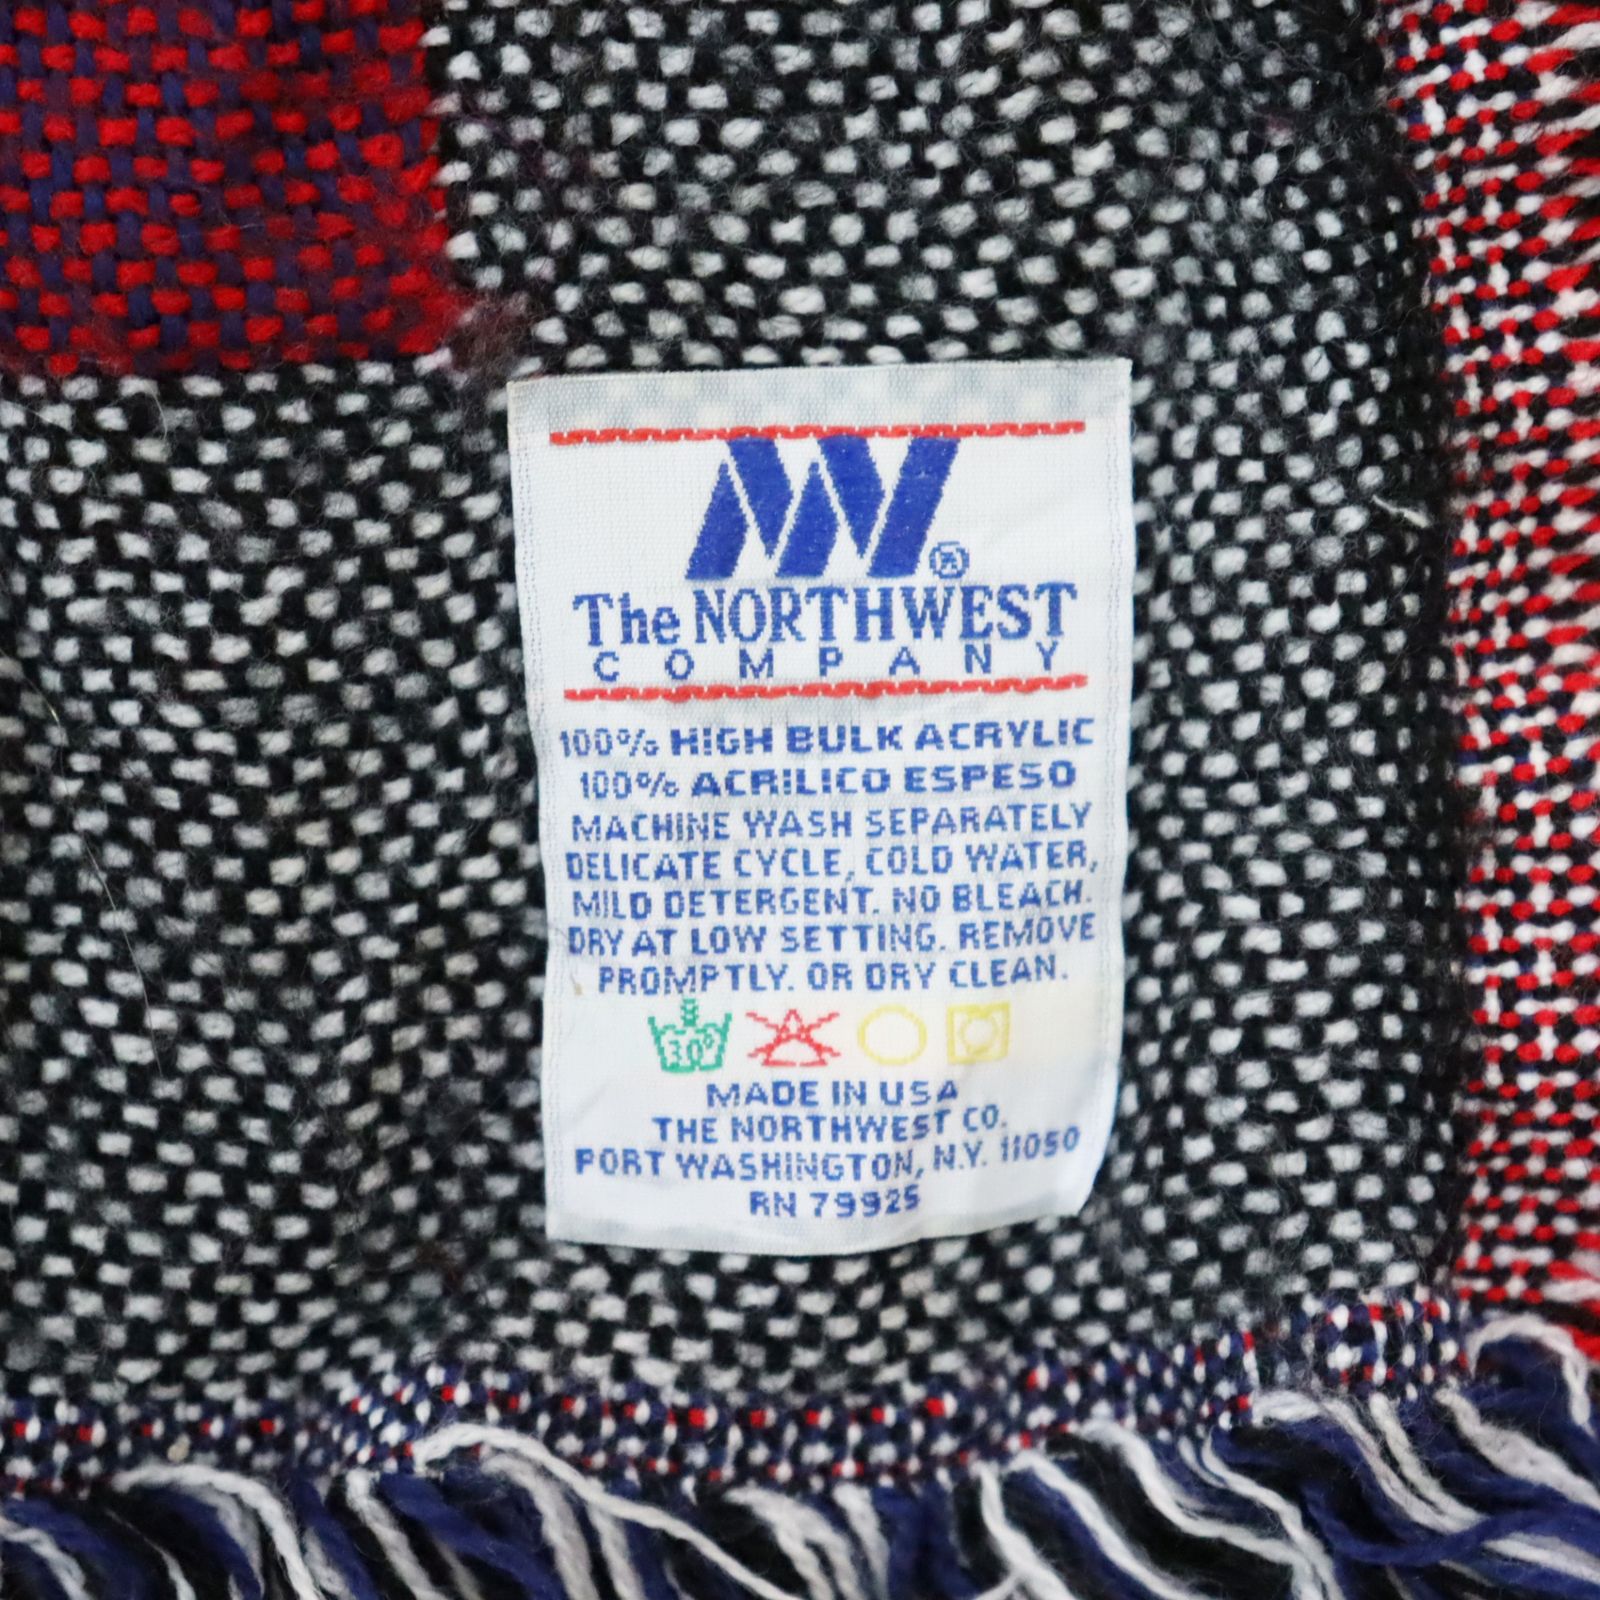 ®
The NORTHWEST
COMPANY
100% HIGH BULK ACRYLIC
100% ACRILICO ESPESO
MACHINE WASH SEPARATELY
DELICATE CYCLE, COLD WATER,
MILD DETERGENT. NO BLEACH.
DRY AT LOW SETTING. REMOVE
PROMPTLY. OR DRY CLEAN.
30°
MADE IN USA
THE NORTHWEST CO.
PORT WASHINGTON, N.Y. 11050
RN 79925